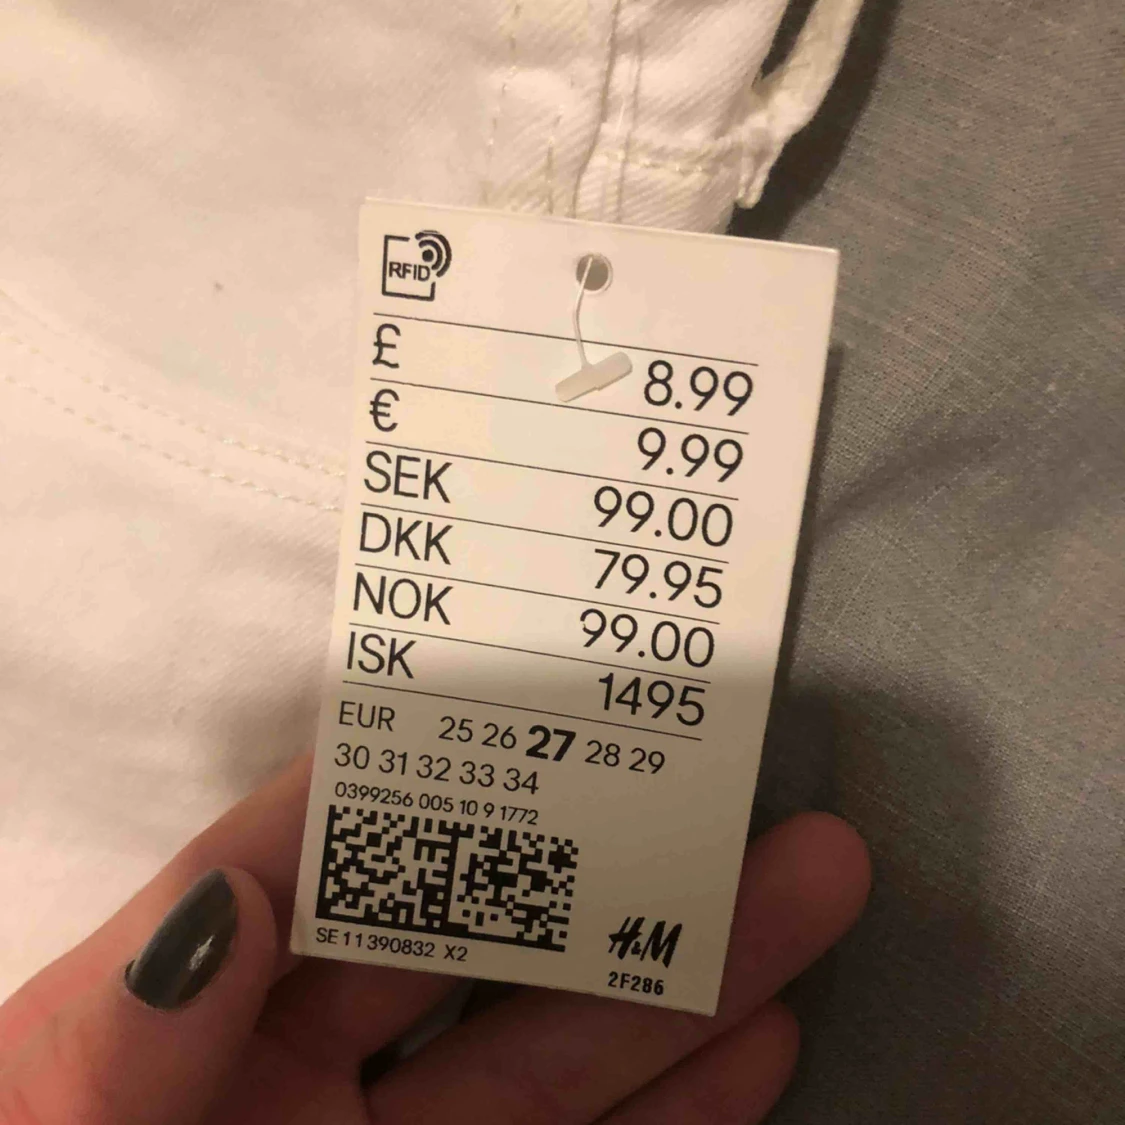 RFID
£ 8.99
€ 9.99
SEK 99.00
DKK 79.95
NOK 99.00
ISK 1495
EUR 25 26 27 28 29
30 31 32 33 34
0399256 005 10 9 1772
SE 11390832 X2
H&M
2F286